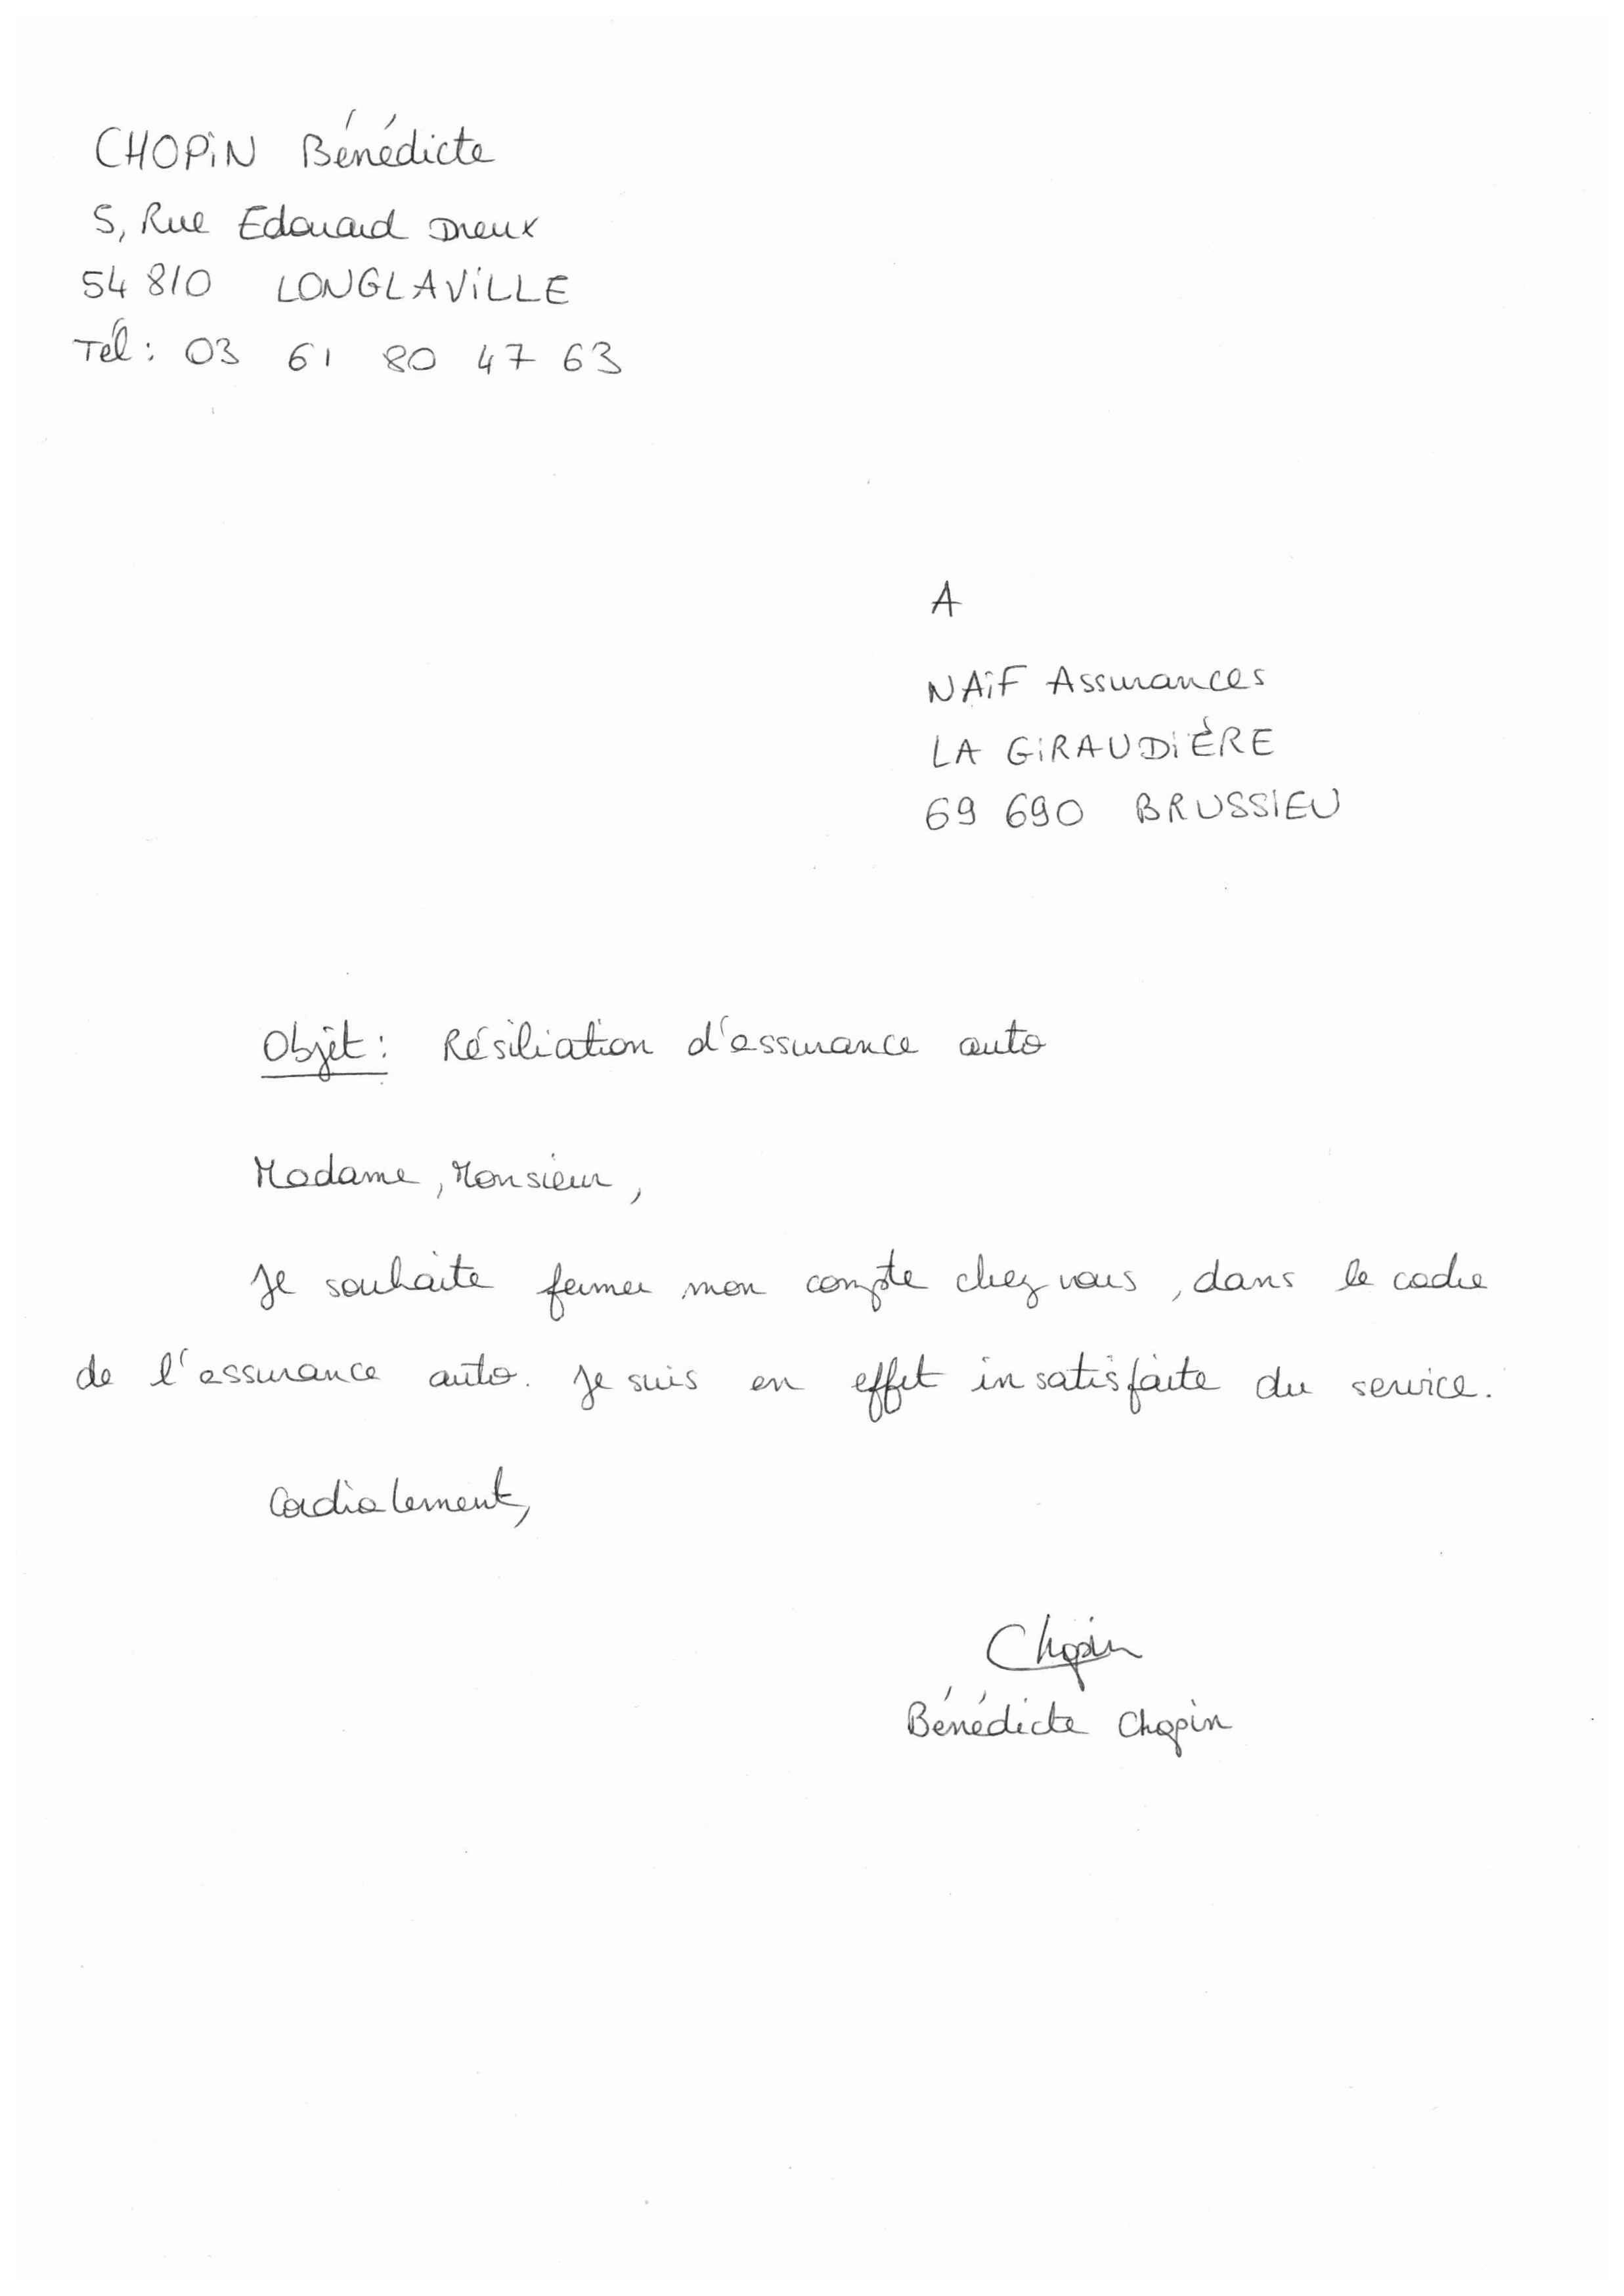 CHOPIN Bénédicte
5, Rue Edouard Dreux
54 810 LONGLAVILLE
Tél : 03 61 80 47 63
A
NAIF Assurances
LA GIRAUDIÈRE
69 690 BRUSSIEU
Objet : Résiliation d'assurance auto
Madame, Monsieur,
Je souhaite fermer mon compte chez vous, dans le cadre
de l'assurance auto. Je suis en effet insatisfaite du service.
Cordialement,
Chopin
Bénédicte Chopin